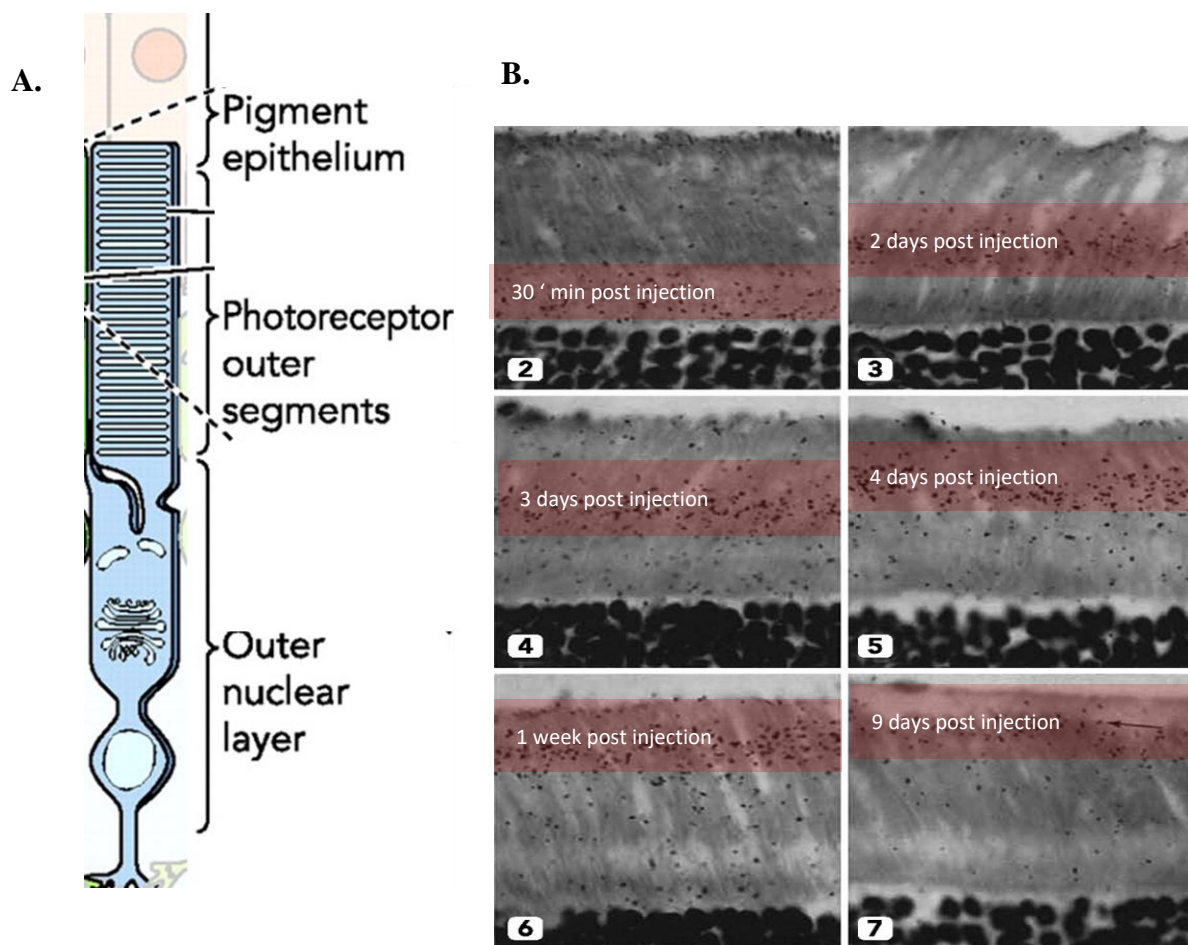 A.
Pigment
epithelium
Photoreceptor
outer
segments
Outer
nuclear
layer
B.
30 ‘ min post injection
2
2 days post injection
3
3 days post injection
4
4 days post injection
5
1 week post injection
6
9 days post injection
7